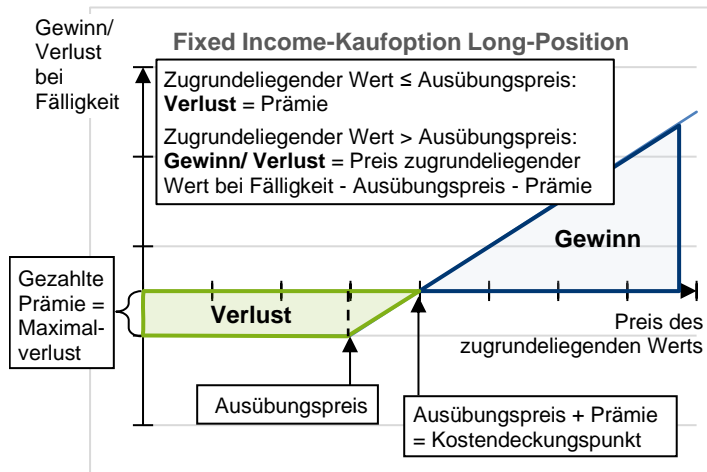 Gewinn/
Verlust
bei
Fälligkeit
Fixed Income-Kaufoption Long-Position
Zugrundeliegender Wert ≤ Ausübungspreis:
Verlust = Prämie
Zugrundeliegender Wert > Ausübungspreis:
Gewinn/ Verlust = Preis zugrundeliegender
Wert bei Fälligkeit - Ausübungspreis - Prämie
Gewinn
Gezahlte
Prämie =
Maximal-
verlust
Verlust
Preis des
zugrundeliegenden Werts
Ausübungspreis
Ausübungspreis + Prämie
= Kostendeckungspunkt